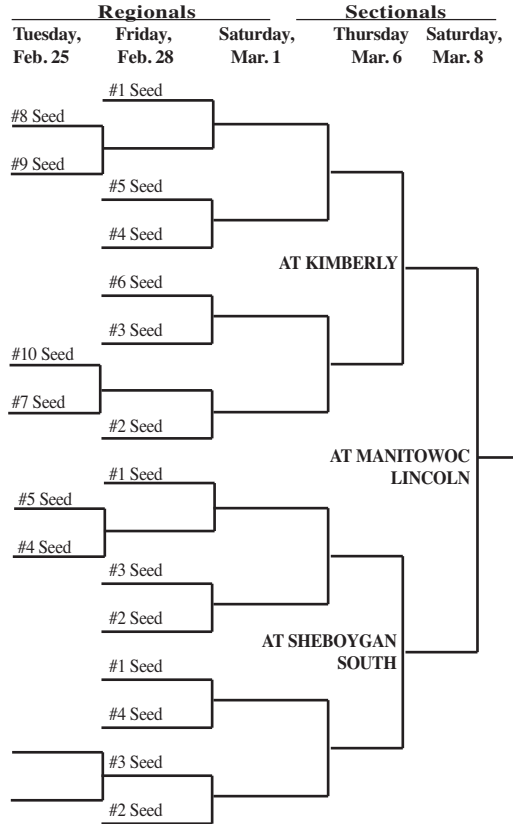 Regionals Sectionals
Tuesday, Friday, Saturday, Thursday Saturday,
Feb. 25 Feb. 28 Mar. 1 Mar. 6 Mar. 8
#1 Seed
#8 Seed
#9 Seed
#5 Seed
#4 Seed
AT KIMBERLY
#6 Seed
#3 Seed
#10 Seed
#7 Seed
#2 Seed
AT MANITOWOC
LINCOLN
#1 Seed
#5 Seed
#4 Seed
#3 Seed
#2 Seed
AT SHEBOYGAN
SOUTH
#1 Seed
#4 Seed
#3 Seed
#2 Seed